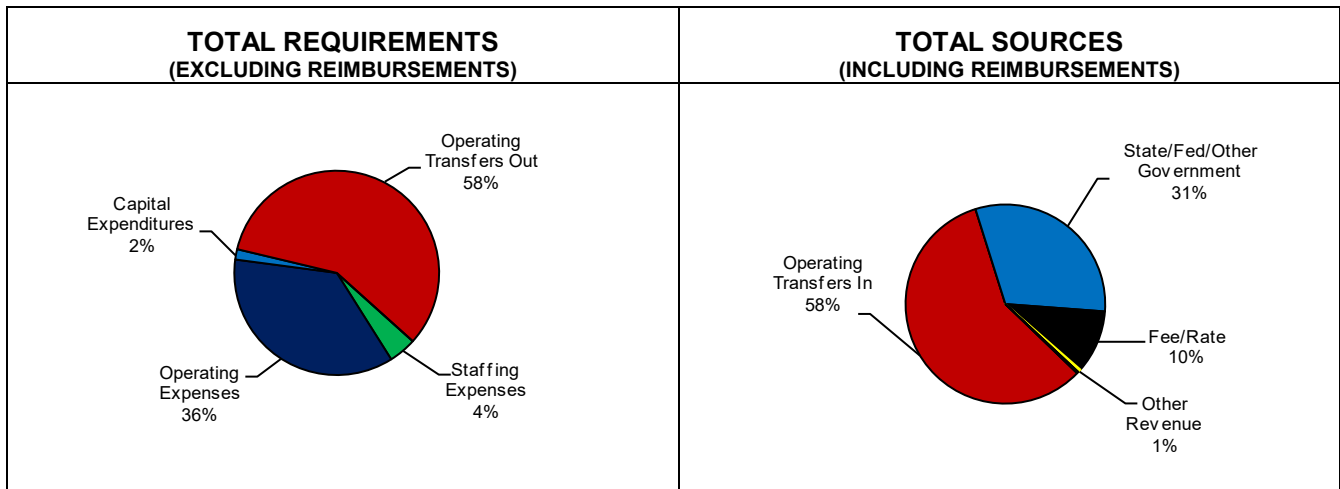 TOTAL REQUIREMENTS
(EXCLUDING REIMBURSEMENTS)
Operating
Transfers Out
58%
Capital
Expenditures
2%
Operating
Expenses
36%
Staffing
Expenses
4%
TOTAL SOURCES
(INCLUDING REIMBURSEMENTS)
State/Fed/Other
Government
31%
Operating
Transfers In
58%
Fee/Rate
10%
Other
Revenue
1%